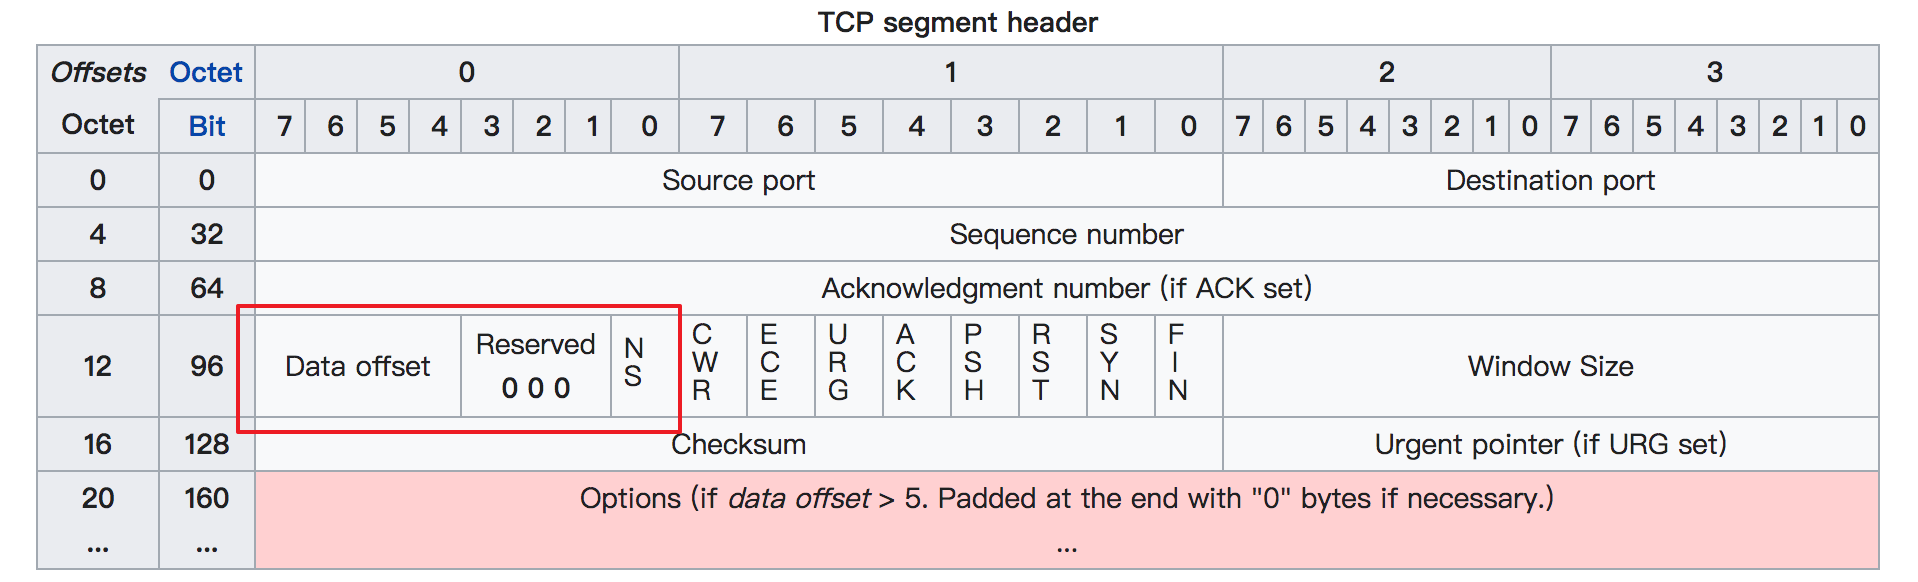 TCP segment header
Offsets Octet 0 1 2 3
Octet Bit 7 6 5 4 3 2 1 0 7 6 5 4 3 2 1 0 7 6 5 4 3 2 1 0 7 6 5 4 3 2 1 0
0 0 Source port Destination port
4 32 Sequence number
8 64 Acknowledgment number (if ACK set)
12 96 Data offset Reserved 0 0 0 NS CWR ECE URG ACK PSH RST SYN FIN Window Size
16 128 Checksum Urgent pointer (if URG set)
20 160 Options (if data offset > 5. Padded at the end with "0" bytes if necessary.)
... ... ...